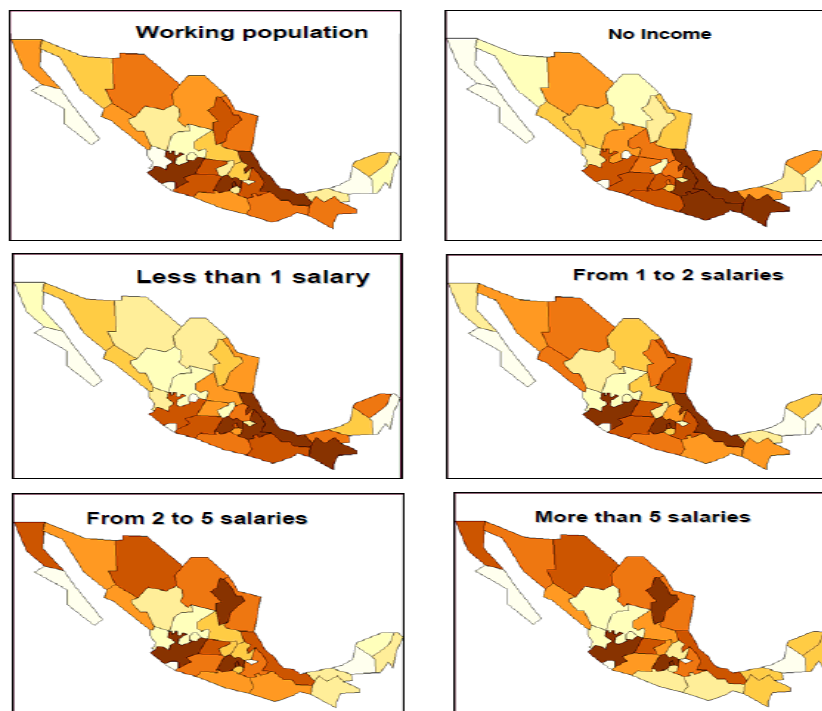 Working population
No Income
Less than 1 salary
From 1 to 2 salaries
From 2 to 5 salaries
More than 5 salaries